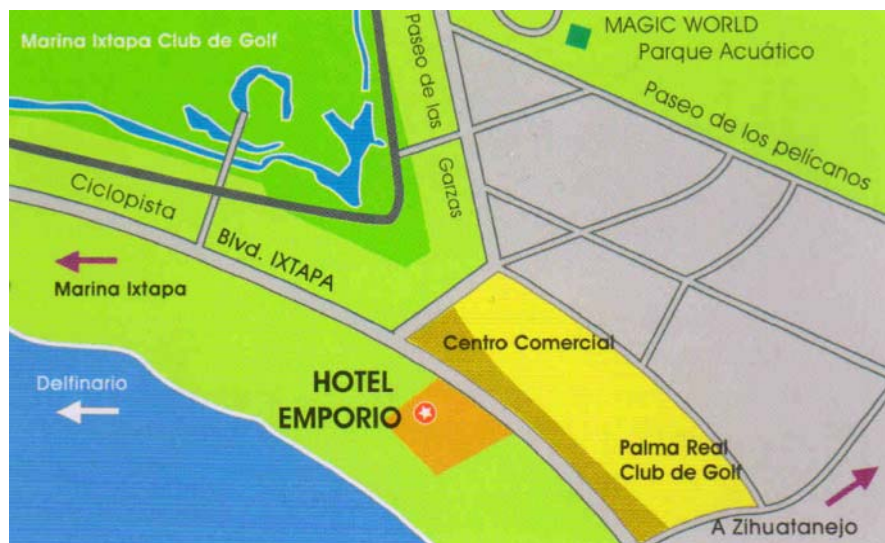 Marina Ixtapa Club de Golf
Paseo de las
Garzas
MAGIC WORLD
Parque Acuático
Paseo de los pelícanos
Ciclopista
Blvd. IXTAPA
Marina Ixtapa
Centro Comercial
Delfinario
HOTEL
EMPORIO
Palma Real
Club de Golf
A Zihuatanejo